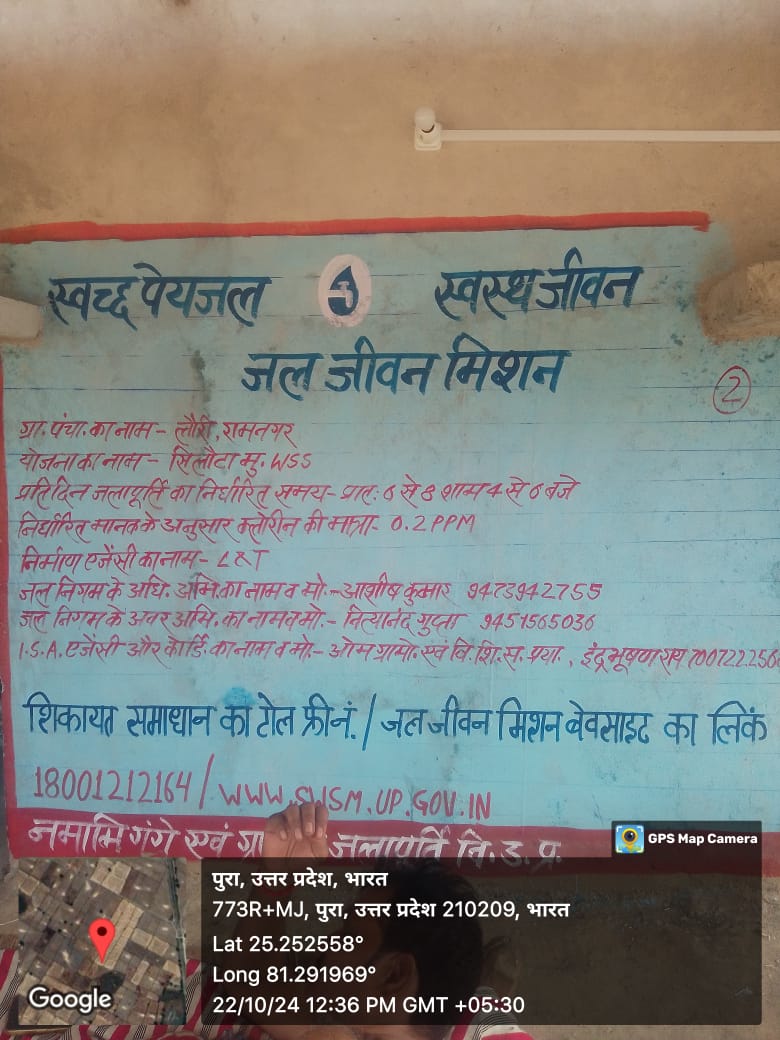 स्वच्छ पेयजल स्वस्थ जीवन
जल जीवन मिशन
2
ग्रा. पंचा. का नाम - लौरी, रामनगर
योजना का नाम - सिलौटा मु. WSS
प्रतिदिन जलापूर्ति का निर्धारित समय - प्रात: 6 से 8 शाम 4 से 6 बजे
निर्धारित मानक के अनुसार क्लोरीन की मात्रा - 0.2 PPM
निर्माण एजेंसी का नाम - L&T
जल निगम के अधि. अभि. का नाम व मो. - आशीष कुमार 9473942755
जल निगम के अवर अभि. का नाम व मो. - नित्यानंद गुप्ता 9451565036
I.S.A. एजेंसी और कोर्डि. का नाम व मो. - ओम ग्रामो. एवं वि. शि. स. प्रया., इंद्रभूषण राय 700722256
शिकायत समाधान का टोल फ्री नं. / जल जीवन मिशन वेवसाइट का लिंक
18001212164 / WWW.SWSM.UP.GOV.IN
नमामि गंगे एवं ग्रा जलापूर्ति वि. उ. प्र.
GPS Map Camera
पुरा, उत्तर प्रदेश, भारत
773R+MJ, पुरा, उत्तर प्रदेश 210209, भारत
Lat 25.252558°
Long 81.291969°
22/10/24 12:36 PM GMT +05:30
Google